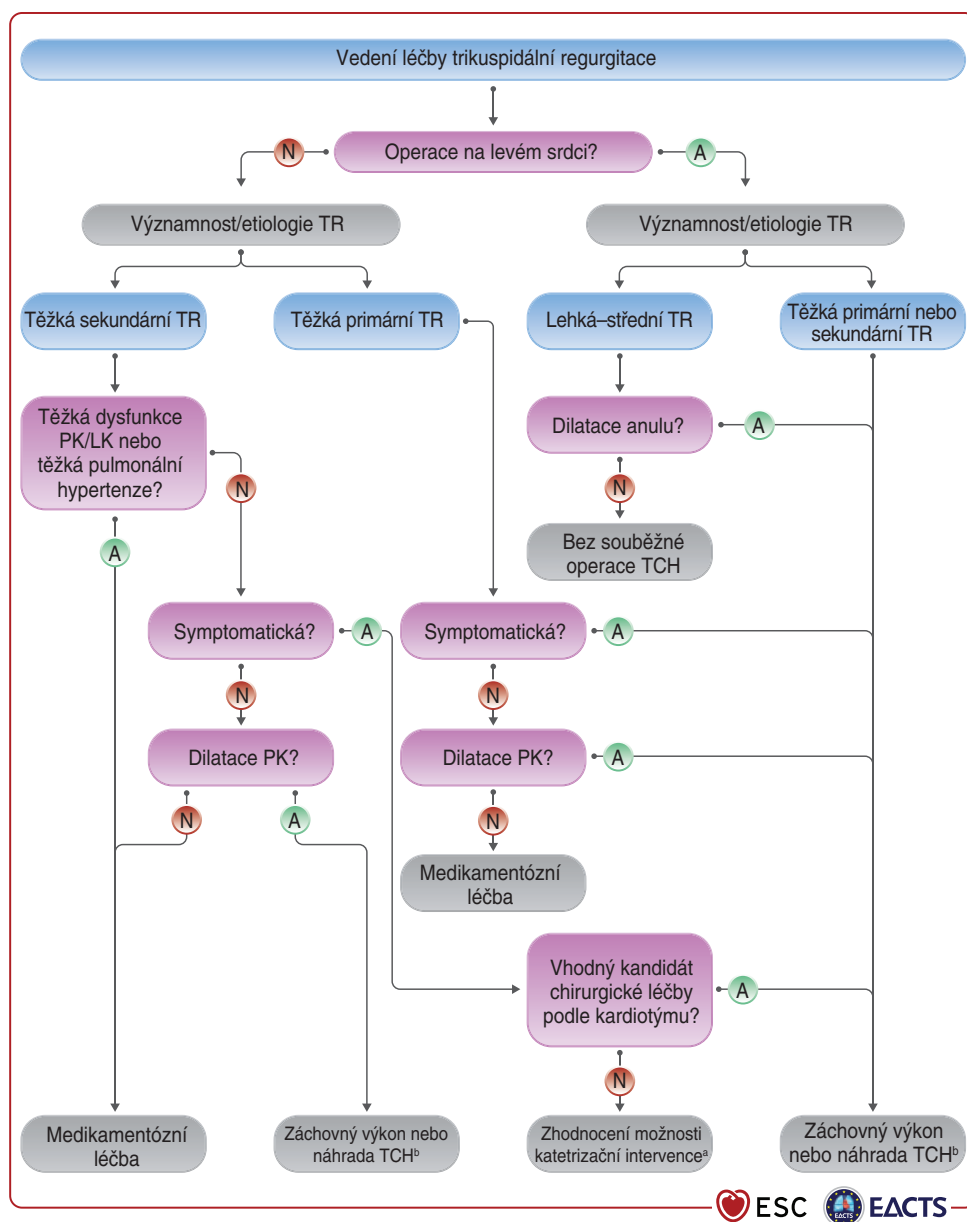 Vedení léčby trikuspidální regurgitace
N
Operace na levém srdci?
A
Významnost/etiologie TR
Významnost/etiologie TR
Těžká sekundární TR
Těžká primární TR
Lehká–střední TR
Těžká primární nebo
sekundární TR
Těžká dysfunkce
PK/LK nebo
těžká pulmonální
hypertenze?
Dilatace anulu?
A
N
N
A
Bez souběžné
operace TCH
Symptomatická?
A
Symptomatická?
A
N
N
Dilatace PK?
Dilatace PK?
A
N
A
N
Medikamentózní
léčba
Vhodný kandidát
chirurgické léčby
podle kardiotýmu?
A
N
Medikamentózní
léčba
Záchovný výkon nebo
náhrada TCHᵇ
Zhodnocení možnosti
katetrizační intervenceᵃ
Záchovný výkon
nebo náhrada TCHᵇ
ESC
EACTS
EACTS